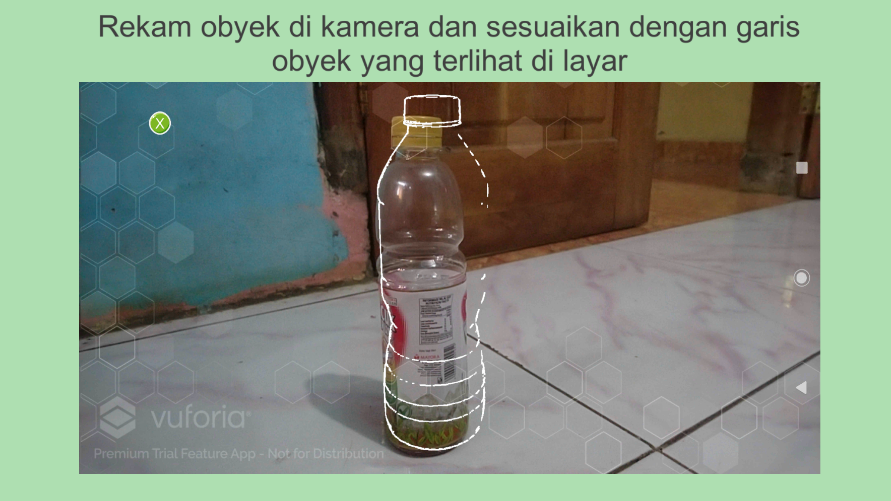 Rekam obyek di kamera dan sesuaikan dengan garis
obyek yang terlihat di layar
X
vuforia®
Premium Trial Feature App - Not for Distribution